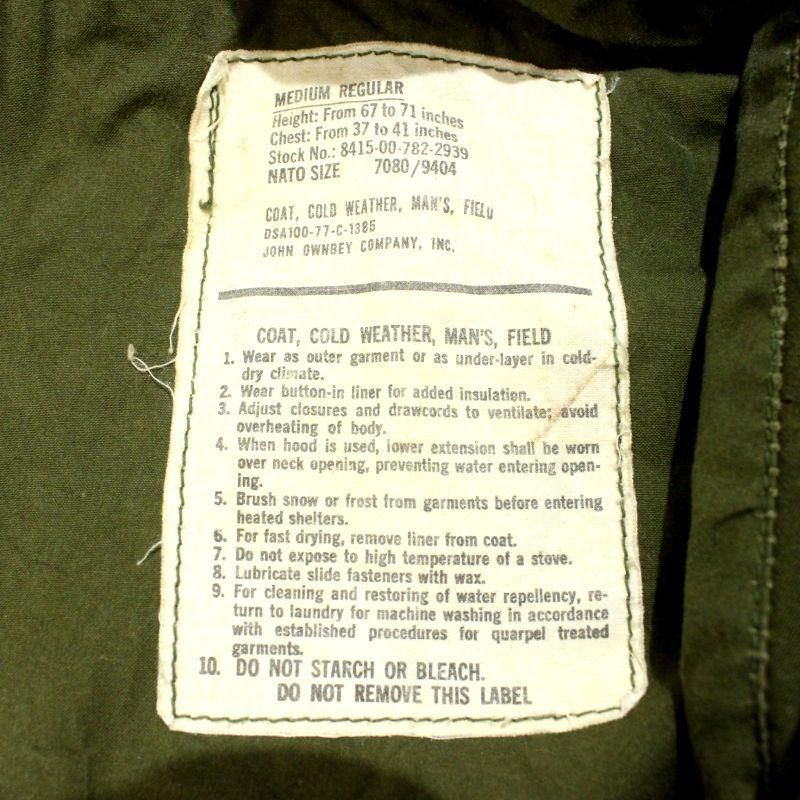 MEDIUM REGULAR
Height: From 67 to 71 inches
Chest: From 37 to 41 inches
Stock No.: 8415-00-782-2939
NATO SIZE 7080/9404
COAT, COLD WEATHER, MAN'S, FIELD
DSA100-77-C-1385
JOHN OWNBEY COMPANY, INC.
COAT, COLD WEATHER, MAN'S, FIELD
1. Wear as outer garment or as under-layer in cold-
dry climate.
2. Wear button-in liner for added insulation.
3. Adjust closures and drawcords to ventilate; avoid
overheating of body.
4. When hood is used, lower extension shall be worn
over neck opening, preventing water entering open-
ing.
5. Brush snow or frost from garments before entering
heated shelters.
6. For fast drying, remove liner from coat.
7. Do not expose to high temperature of a stove.
8. Lubricate slide fasteners with wax.
9. For cleaning and restoring of water repellency, re-
turn to laundry for machine washing in accordance
with established procedures for quarpel treated
garments.
10. DO NOT STARCH OR BLEACH.
DO NOT REMOVE THIS LABEL